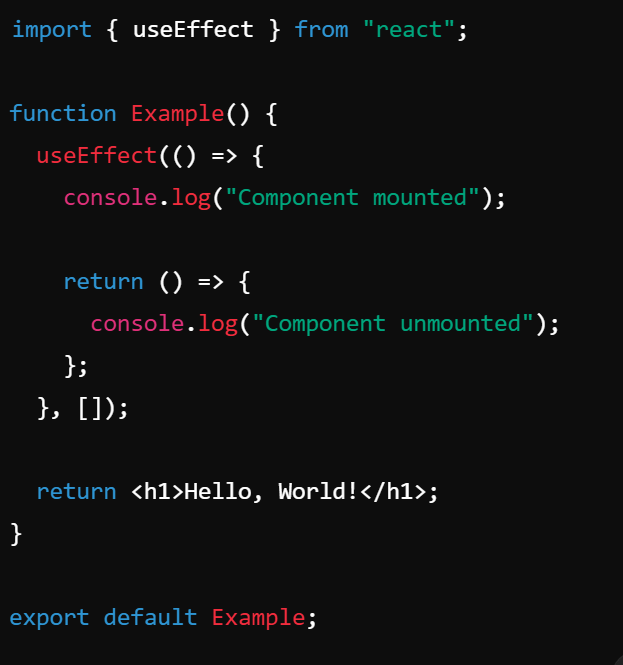 import { useEffect } from "react";

function Example() {
  useEffect(() => {
    console.log("Component mounted");

    return () => {
      console.log("Component unmounted");
    };
  }, []);

  return <h1>Hello, World!</h1>;
}

export default Example;